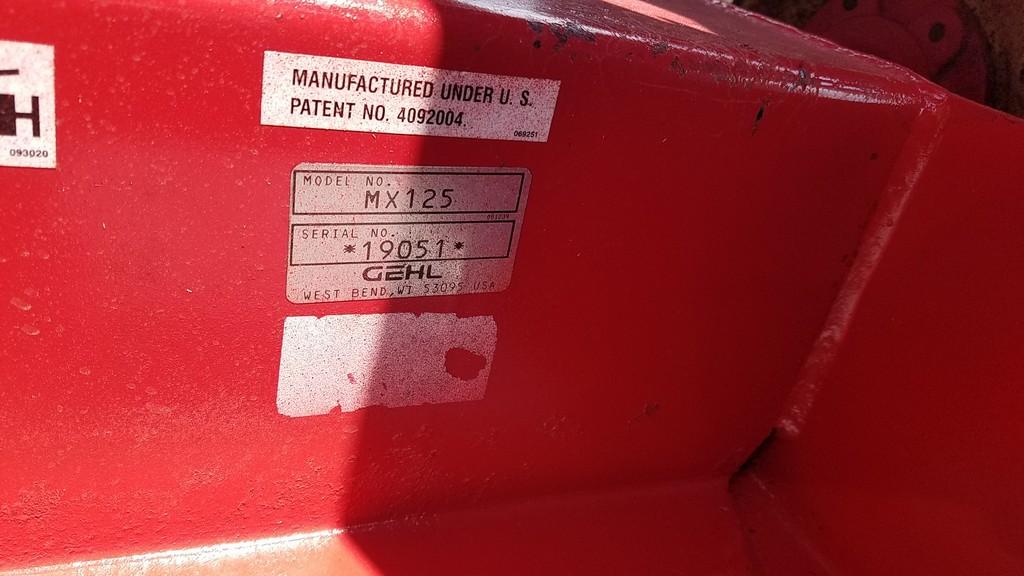 H
093020
MANUFACTURED UNDER U. S.
PATENT NO. 4092004
069251
MODEL NO.
MX125
SERIAL NO.
*19051*
GEHL
WEST BEND, WI 53095 USA